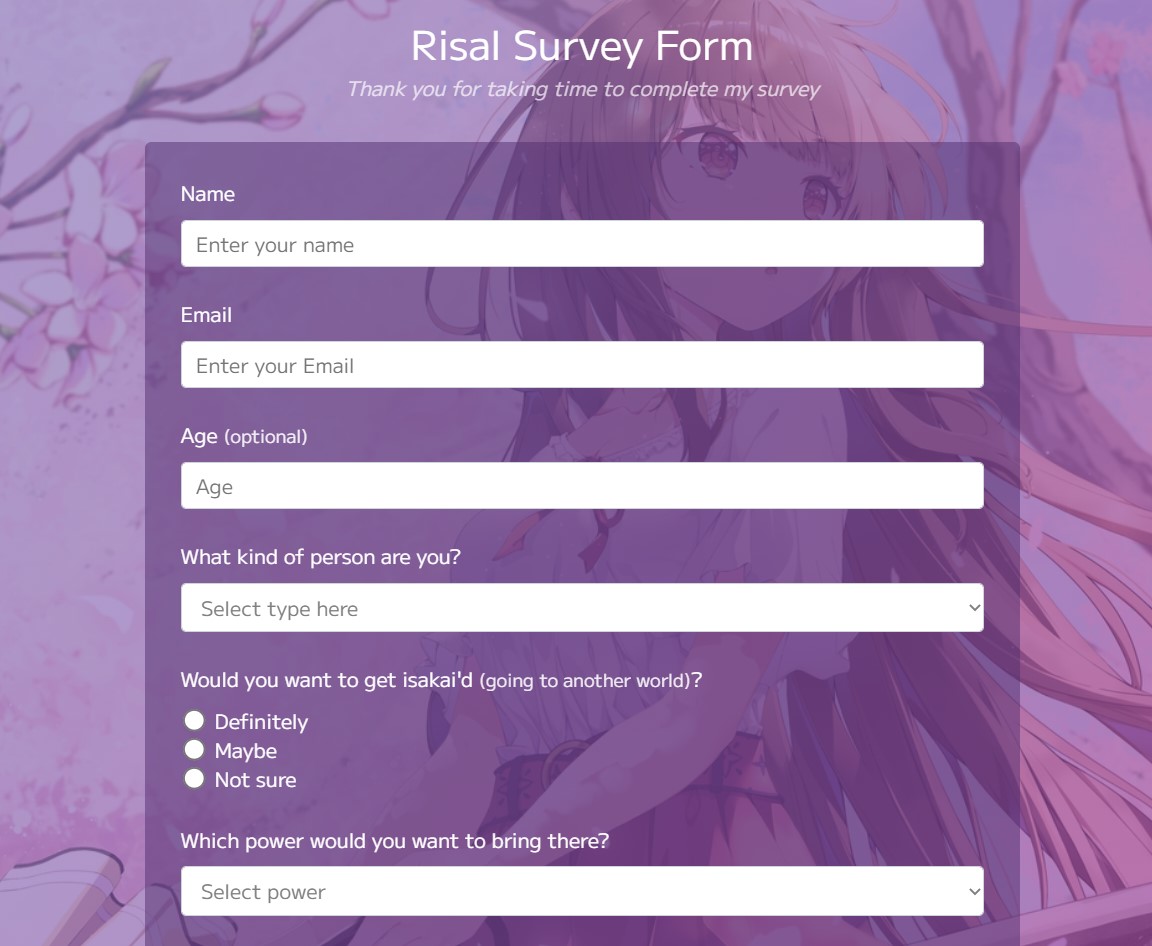 Risal Survey Form
Thank you for taking time to complete my survey
Name
Enter your name
Email
Enter your Email
Age (optional)
Age
What kind of person are you?
Select type here
Would you want to get isakai'd (going to another world)?
Definitely
Maybe
Not sure
Which power would you want to bring there?
Select power